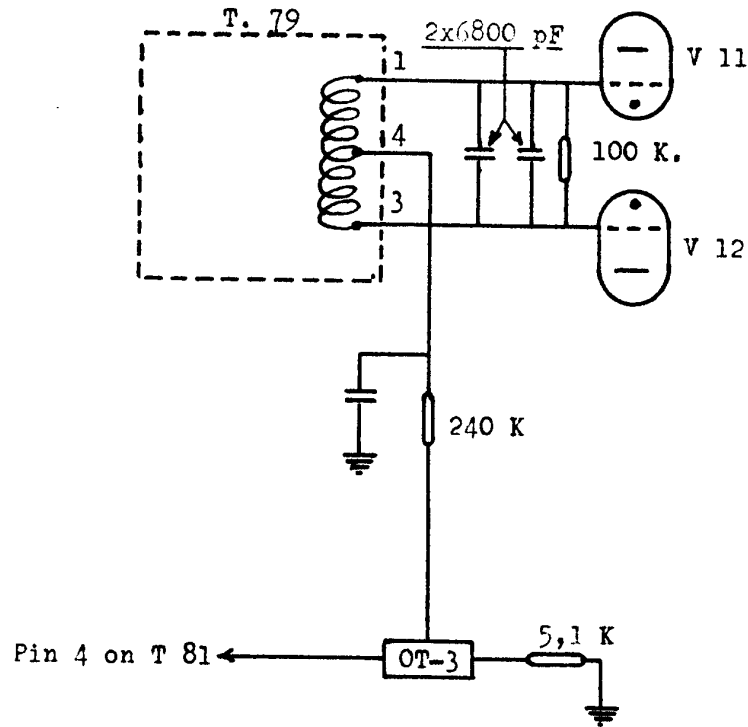 T. 79
2x6800 pF
1
V 11
4
100 K.
3
V 12
240 K
5,1 K
Pin 4 on T 81
OT-3